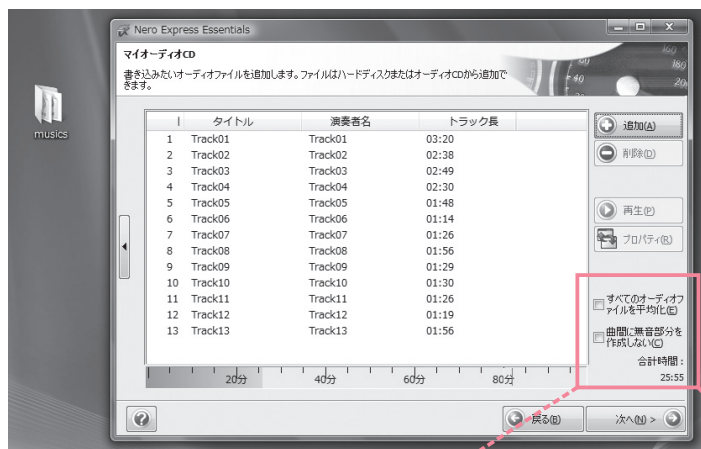 Nero Express Essentials
マイオーディオCD
書き込みたいオーディオファイルを追加します。ファイルはハードディスクまたはオーディオCDから追加で
きます。
musics
タイトル 演奏者名 トラック長
1 Track01 Track01 03:20
2 Track02 Track02 02:38
3 Track03 Track03 02:49
4 Track04 Track04 02:30
5 Track05 Track05 01:48
6 Track06 Track06 01:14
7 Track07 Track07 01:26
8 Track08 Track08 01:56
9 Track09 Track09 01:29
10 Track10 Track10 01:30
11 Track11 Track11 01:26
12 Track12 Track12 01:19
13 Track13 Track13 01:56
追加(A)
削除(D)
再生(P)
プロパティ(R)
すべてのオーディオフ
ァイルを平均化(E)
曲間に無音部分を
作成しない(C)
合計時間:
25:55
20分 40分 60分 80分
戻る(B) 次へ(N) >